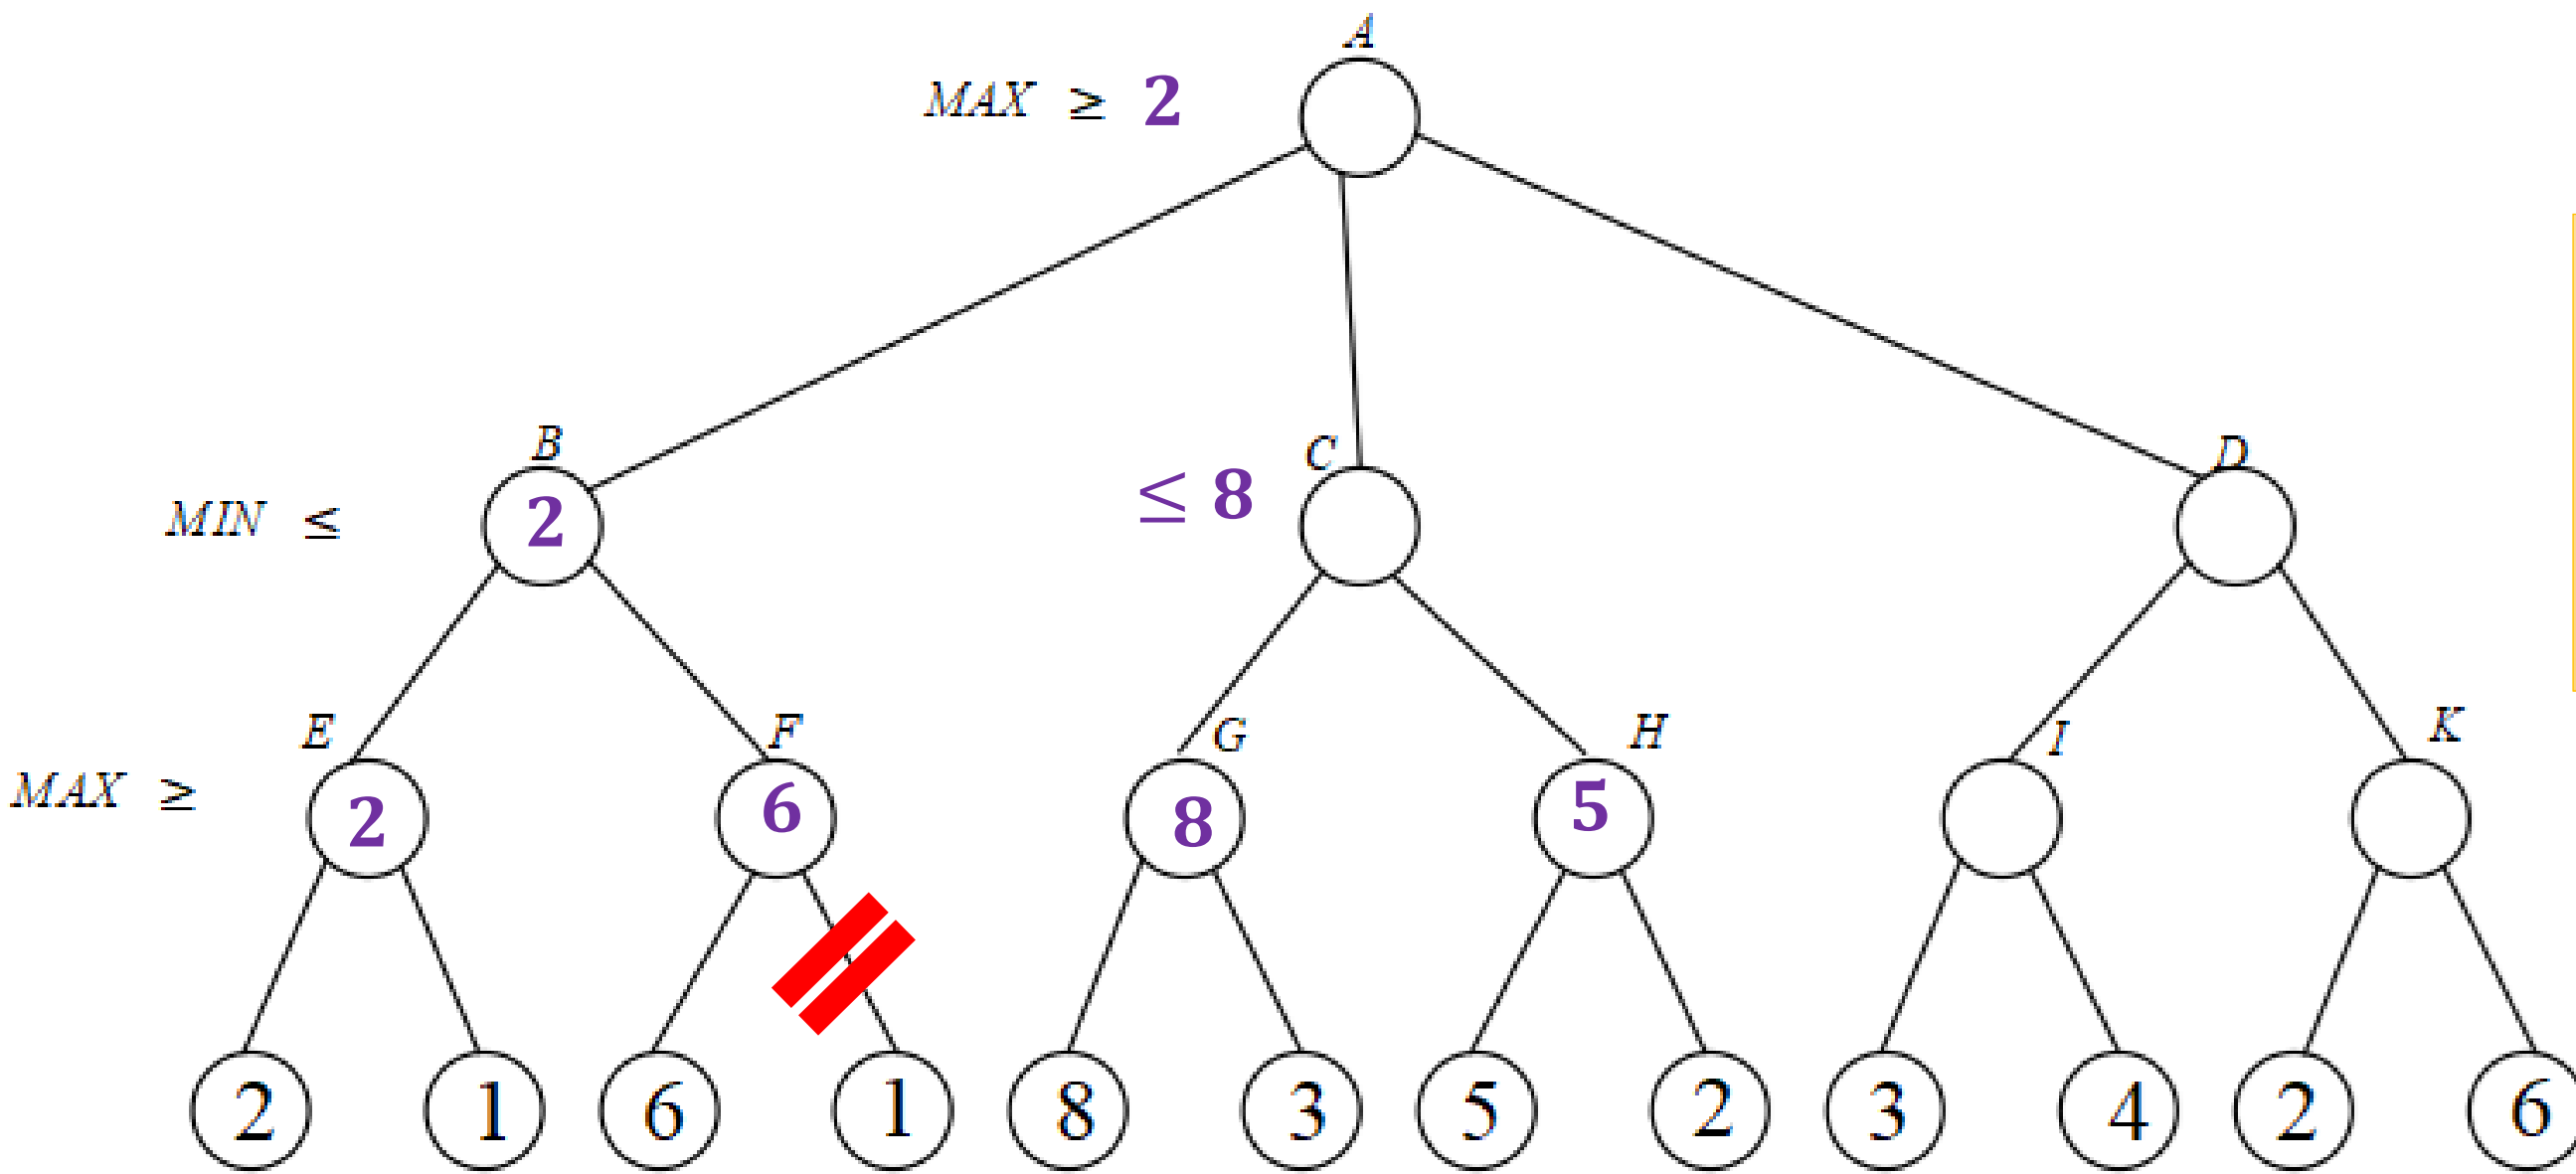 A
MAX ≥ 2
B C D
MIN ≤ 2 ≤ 8
E F G H I K
MAX ≥ 2 6 8 5
2 1 6 1 8 3 5 2 3 4 2 6